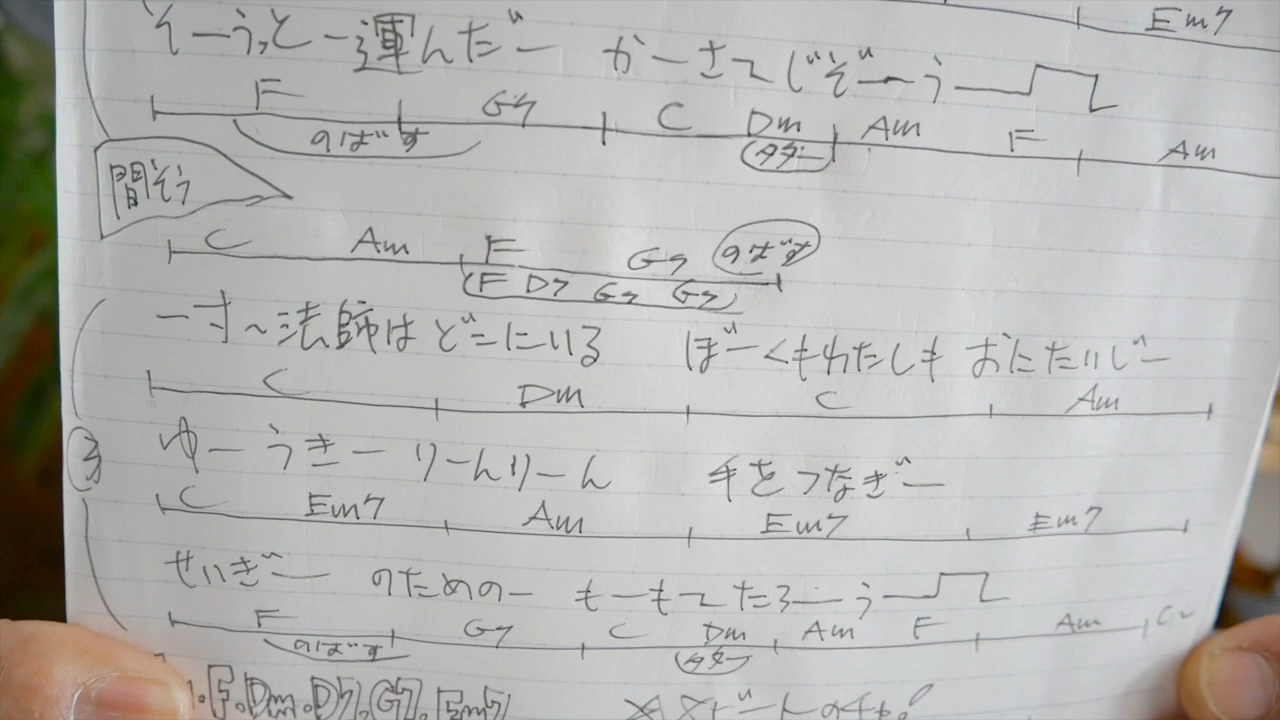 Em7
そーうっとー運んだー かーさてじぞーう
F G7 C Dm Am F Am
のばす (タター)
間そう
C Am F G7 のばす
(F D7 G7 G7)
一寸〜法師はどこにいる ぼーくもわたしも おにたいじー
C Dm C Am
③ ゆーうきー りーんりーん 手をつなぎー
C Em7 Am Em7 Em7
せいぎー のためのー もーもてたろーう
F G7 C Dm Am F Am C〜
のばす (タター)
.F.Dm.D7.G7.Em7